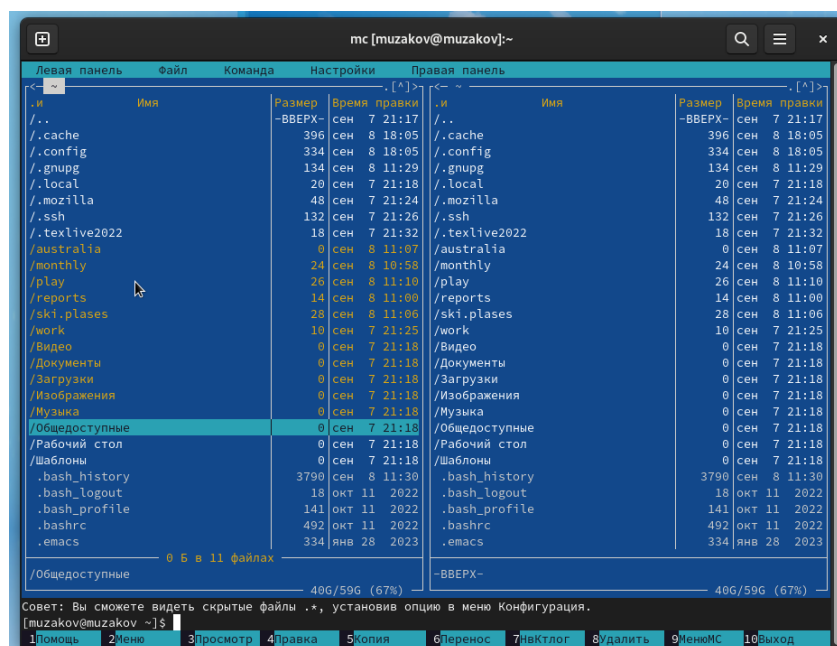 mc [muzakov@muzakov]:~
Левая панель Файл Команда Настройки Правая панель
<— ~ .[^]> <— ~ .[^]>
.и Имя Размер Время правки .и Имя Размер Время правки
/.. -ВВЕРХ- сен 7 21:17 /.. -ВВЕРХ- сен 7 21:17
/.cache 396 сен 8 18:05 /.cache 396 сен 8 18:05
/.config 334 сен 8 18:05 /.config 334 сен 8 18:05
/.gnupg 134 сен 8 11:29 /.gnupg 134 сен 8 11:29
/.local 20 сен 7 21:18 /.local 20 сен 7 21:18
/.mozilla 48 сен 7 21:24 /.mozilla 48 сен 7 21:24
/.ssh 132 сен 7 21:26 /.ssh 132 сен 7 21:26
/.texlive2022 18 сен 7 21:32 /.texlive2022 18 сен 7 21:32
/australia 0 сен 8 11:07 /australia 0 сен 8 11:07
/monthly 24 сен 8 10:58 /monthly 24 сен 8 10:58
/play 26 сен 8 11:10 /play 26 сен 8 11:10
/reports 14 сен 8 11:00 /reports 14 сен 8 11:00
/ski.plases 28 сен 8 11:06 /ski.plases 28 сен 8 11:06
/work 10 сен 7 21:25 /work 10 сен 7 21:25
/Видео 0 сен 7 21:18 /Видео 0 сен 7 21:18
/Документы 0 сен 7 21:18 /Документы 0 сен 7 21:18
/Загрузки 0 сен 7 21:18 /Загрузки 0 сен 7 21:18
/Изображения 0 сен 7 21:18 /Изображения 0 сен 7 21:18
/Музыка 0 сен 7 21:18 /Музыка 0 сен 7 21:18
/Общедоступные 0 сен 7 21:18 /Общедоступные 0 сен 7 21:18
/Рабочий стол 0 сен 7 21:18 /Рабочий стол 0 сен 7 21:18
/Шаблоны 0 сен 7 21:18 /Шаблоны 0 сен 7 21:18
.bash_history 3790 сен 8 11:30 .bash_history 3790 сен 8 11:30
.bash_logout 18 окт 11 2022 .bash_logout 18 окт 11 2022
.bash_profile 141 окт 11 2022 .bash_profile 141 окт 11 2022
.bashrc 492 окт 11 2022 .bashrc 492 окт 11 2022
.emacs 334 янв 28 2023 .emacs 334 янв 28 2023
0 Б в 11 файлах
/Общедоступные -ВВЕРХ-
40G/59G (67%) 40G/59G (67%)
Совет: Вы сможете видеть скрытые файлы .*, установив опцию в меню Конфигурация.
[muzakov@muzakov ~]$
1Помощь 2Меню 3Просмотр 4Правка 5Копия 6Перенос 7НвКтлог 8Удалить 9МенюМС 10Выход